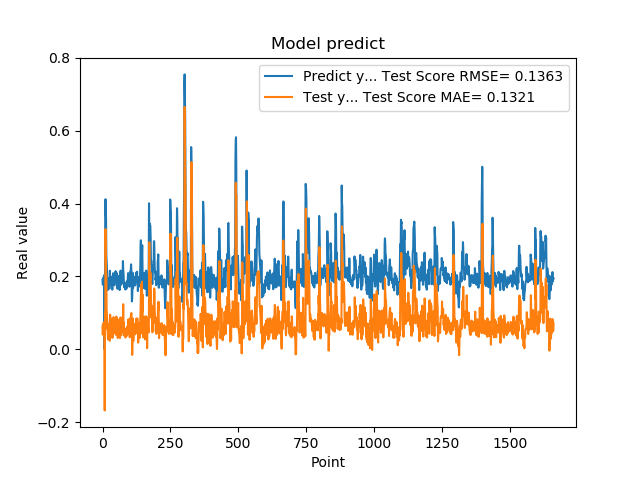 Model predict
Predict y... Test Score RMSE= 0.1363
Test y... Test Score MAE= 0.1321
Real value
0.8
0.6
0.4
0.2
0.0
−0.2
0 250 500 750 1000 1250 1500
Point